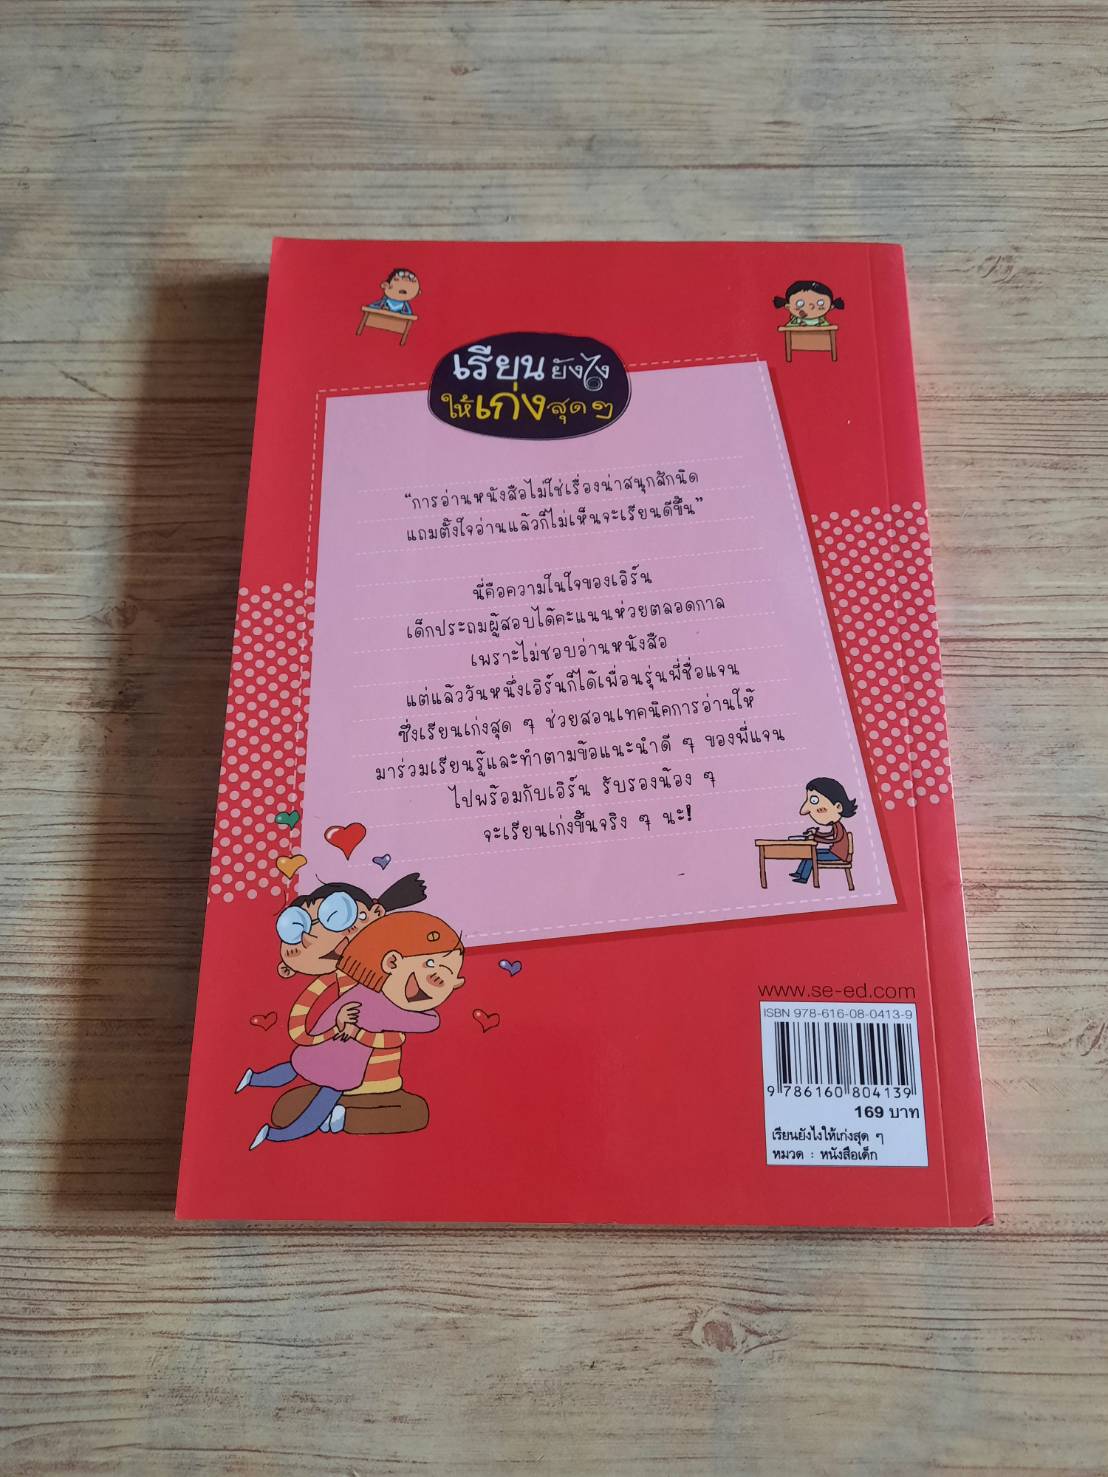 เรียนยังไง
ให้เก่งสุด ๆ
“การอ่านหนังสือไม่ใช่เรื่องน่าสนุกสักนิด
แถมตั้งใจอ่านแล้วก็ไม่เห็นจะเรียนดีขึ้น”
นี่คือความในใจของเอิร์น
เด็กประถมผู้สอบได้คะแนนห่วยตลอดกาล
เพราะไม่ชอบอ่านหนังสือ
แต่แล้ววันหนึ่งเอิร์นก็ได้เพื่อนรุ่นพี่ชื่อแจน
ซึ่งเรียนเก่งสุด ๆ ช่วยสอนเทคนิคการอ่านให้
มาร่วมเรียนรู้และทำตามข้อแนะนำดี ๆ ของพี่แจน
ไปพร้อมกับเอิร์น รับรองน้อง ๆ
จะเรียนเก่งขึ้นจริง ๆ นะ!
www.se-ed.com
ISBN 978-616-08-0413-9
9 786160 804139
169 บาท
เรียนยังไงให้เก่งสุด ๆ
หมวด : หนังสือเด็ก